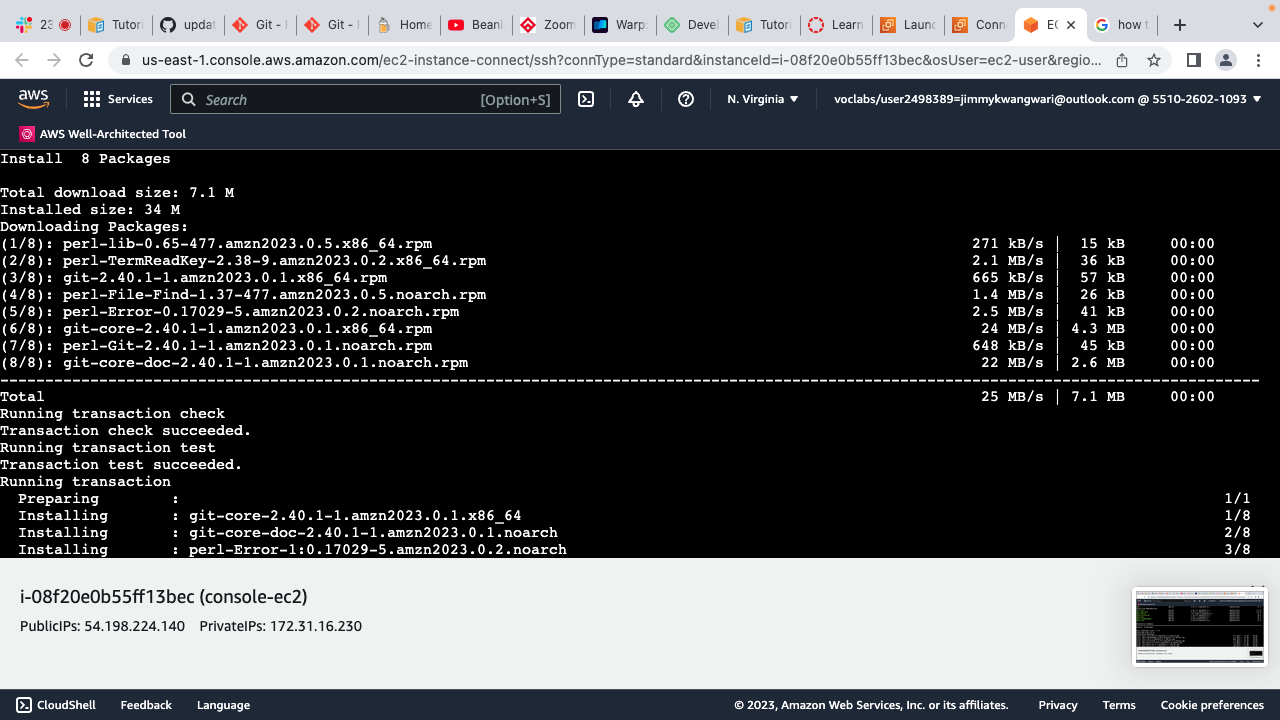 23
Tutori
updat
Git - F
Git - F
Home
Beani
Zoom
Warp:
Deve
Tutori
Learn
Laun
Conn
EC
how t
us-east-1.console.aws.amazon.com/ec2-instance-connect/ssh?connType=standard&instanceId=i-08f20e0b55ff13bec&osUser=ec2-user&regio...
aws
Services
Search
[Option+S]
N. Virginia
voclabs/user2498389=jimmykwangwari@outlook.com @ 5510-2602-1093
AWS Well-Architected Tool
Install  8 Packages
Total download size: 7.1 M
Installed size: 34 M
Downloading Packages:
(1/8): perl-lib-0.65-477.amzn2023.0.5.x86_64.rpm 271 kB/s | 15 kB 00:00
(2/8): perl-TermReadKey-2.38-9.amzn2023.0.2.x86_64.rpm 2.1 MB/s | 36 kB 00:00
(3/8): git-2.40.1-1.amzn2023.0.1.x86_64.rpm 665 kB/s | 57 kB 00:00
(4/8): perl-File-Find-1.37-477.amzn2023.0.5.noarch.rpm 1.4 MB/s | 26 kB 00:00
(5/8): perl-Error-0.17029-5.amzn2023.0.2.noarch.rpm 2.5 MB/s | 41 kB 00:00
(6/8): git-core-2.40.1-1.amzn2023.0.1.x86_64.rpm 24 MB/s | 4.3 MB 00:00
(7/8): perl-Git-2.40.1-1.amzn2023.0.1.noarch.rpm 648 kB/s | 45 kB 00:00
(8/8): git-core-doc-2.40.1-1.amzn2023.0.1.noarch.rpm 22 MB/s | 2.6 MB 00:00
Total 25 MB/s | 7.1 MB 00:00
Running transaction check
Transaction check succeeded.
Running transaction test
Transaction test succeeded.
Running transaction
Preparing : 1/1
Installing : git-core-2.40.1-1.amzn2023.0.1.x86_64 1/8
Installing : git-core-doc-2.40.1-1.amzn2023.0.1.noarch 2/8
Installing : perl-Error-1:0.17029-5.amzn2023.0.2.noarch 3/8
i-08f20e0b55ff13bec (console-ec2)
PublicIPs: 54.198.224.140 PrivateIPs: 172.31.16.230
CloudShell Feedback Language © 2023, Amazon Web Services, Inc. or its affiliates. Privacy Terms Cookie preferences